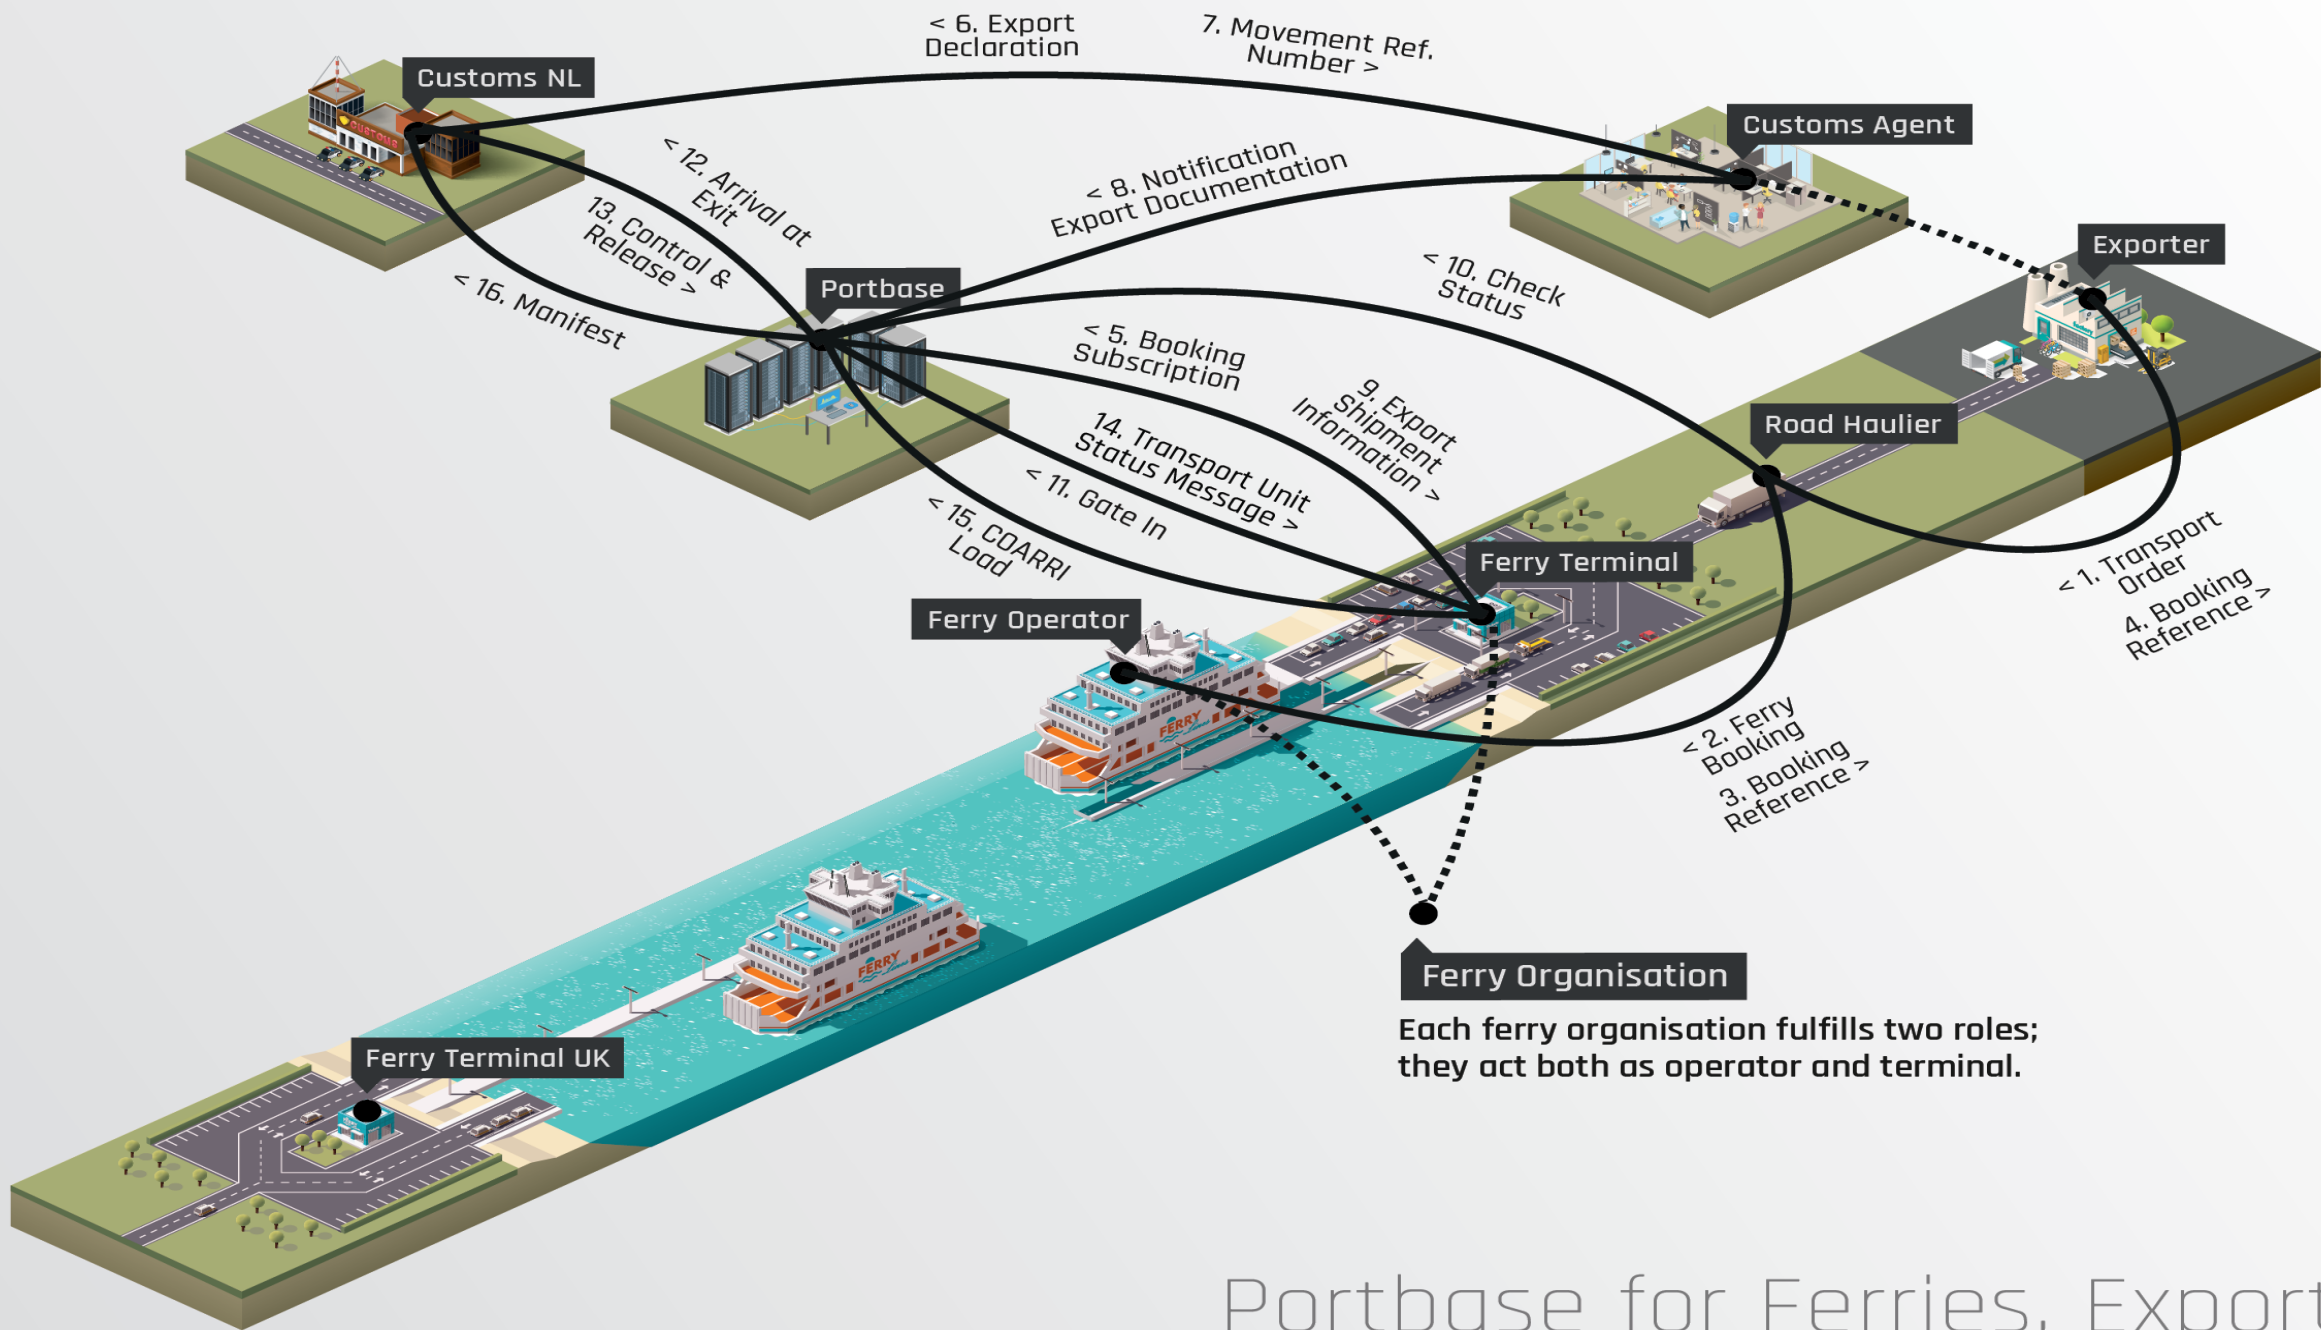 < 6. Export
Declaration
7. Movement Ref.
Number >
Customs NL
CUSTOMS
Customs Agent
< 12. Arrival at
Exit
13. Control &
Release >
< 16. Manifest
< 8. Notification
Export Documentation
Exporter
Portbase
< 10. Check
Status
< 5. Booking
Subscription
9. Export
Shipment
Information >
14. Transport Unit
Status Message >
< 11. Gate In
< 15. COARRI
Load
Road Haulier
Ferry Terminal
< 1. Transport
Order
4. Booking
Reference >
Ferry Operator
FERRY
< 2. Ferry
Booking
3. Booking
Reference >
FERRY
Ferry Organisation
Each ferry organisation fulfills two roles;
they act both as operator and terminal.
Ferry Terminal UK
Portbase for Ferries, Export